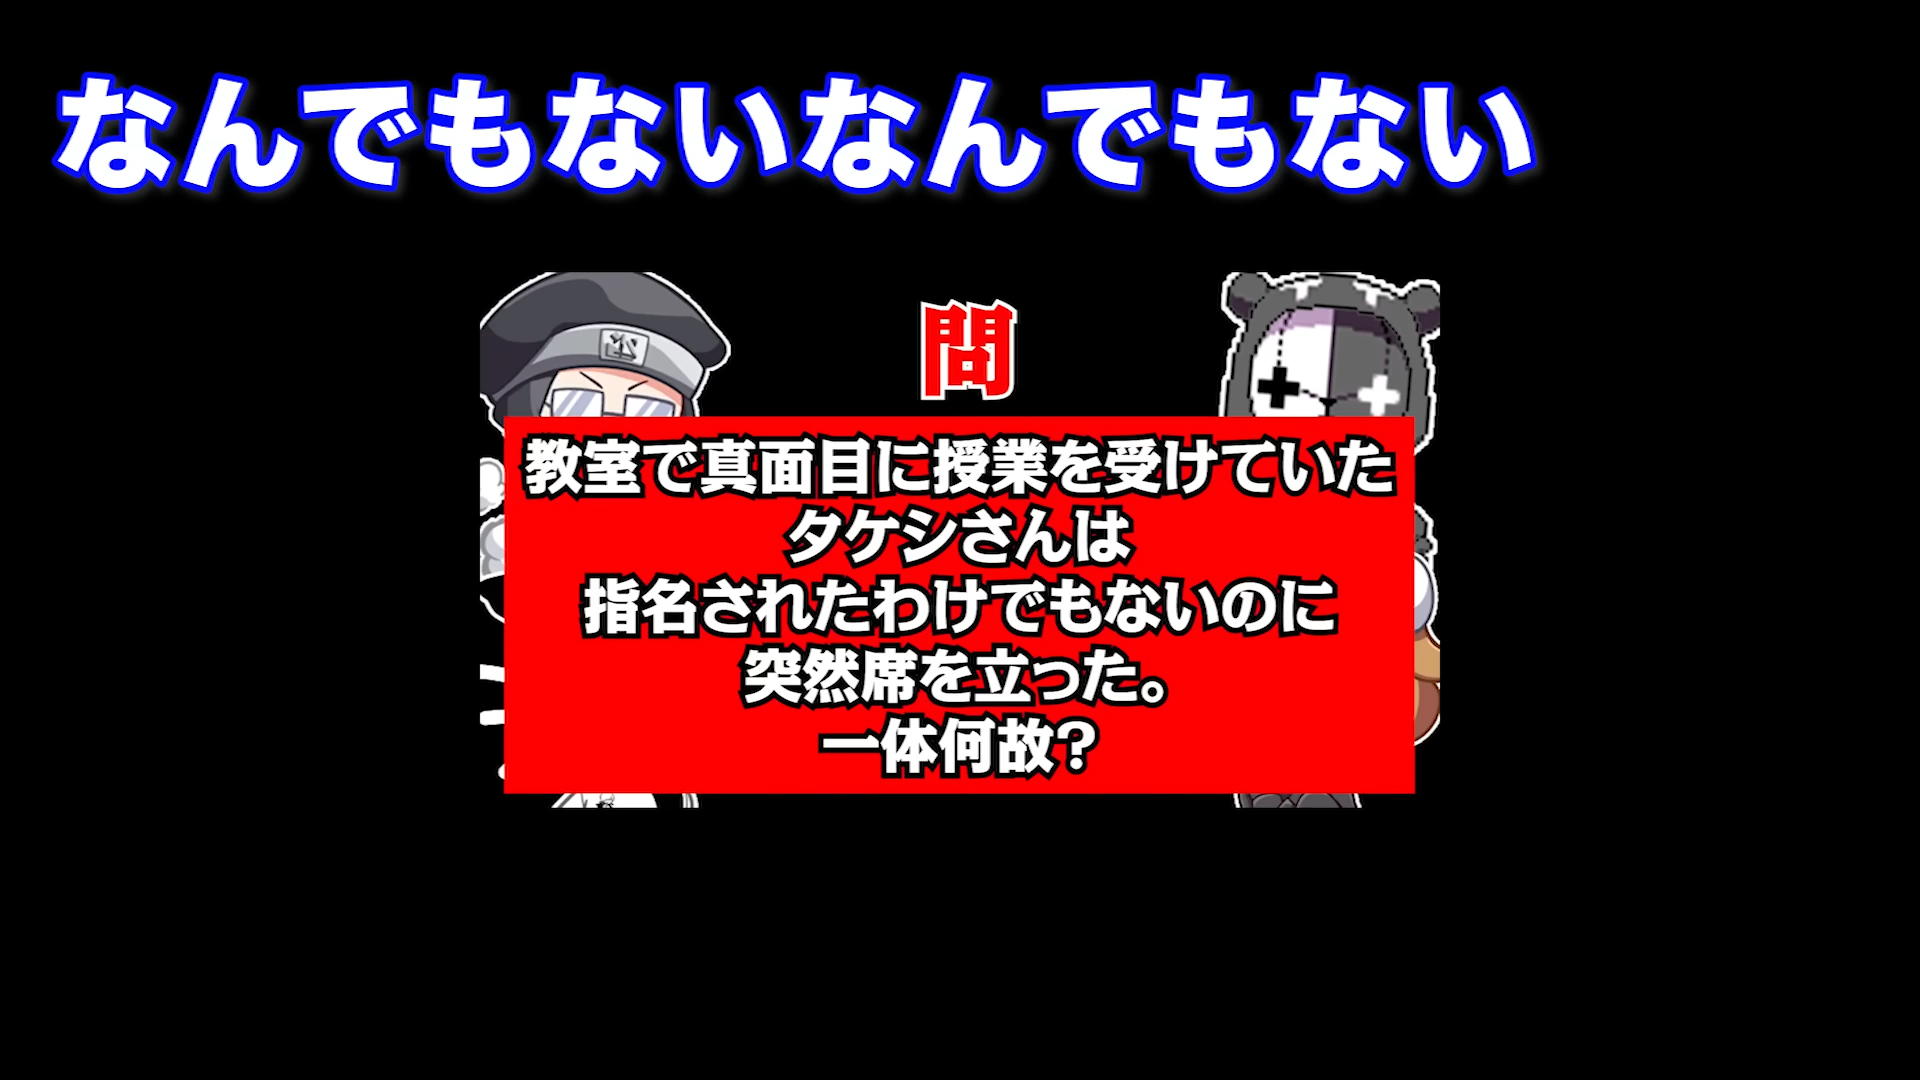 なんでもないなんでもない
問
教室で真面目に授業を受けていた
タケシさんは
指名されたわけでもないのに
突然席を立った。
一体何故?